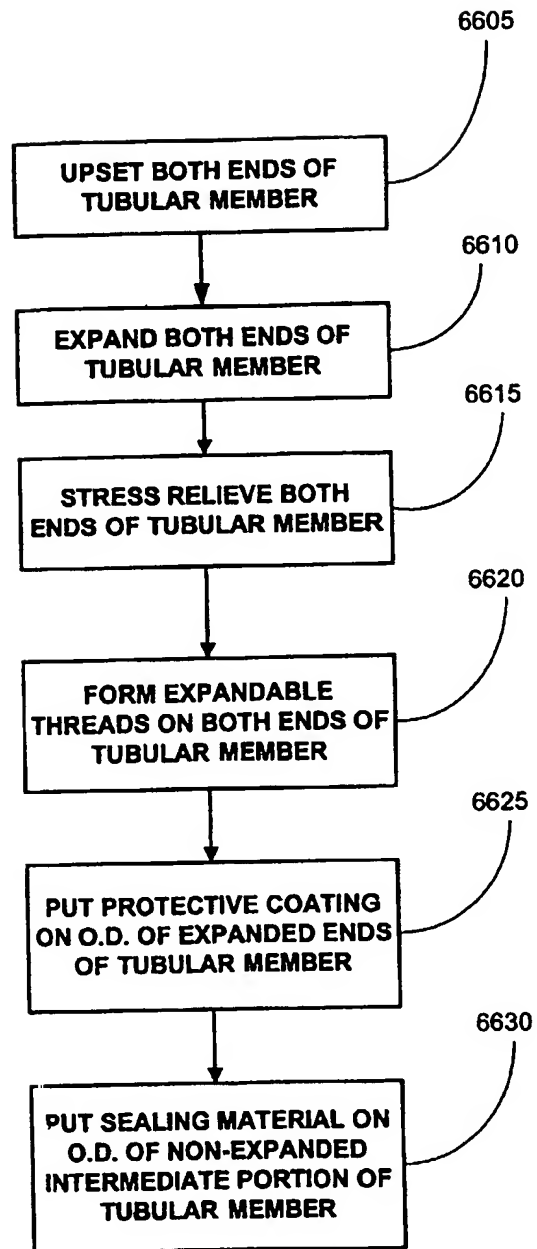 6605
UPSET BOTH ENDS OF
TUBULAR MEMBER
6610
EXPAND BOTH ENDS OF
TUBULAR MEMBER
6615
STRESS RELIEVE BOTH
ENDS OF TUBULAR MEMBER
6620
FORM EXPANDABLE
THREADS ON BOTH ENDS OF
TUBULAR MEMBER
6625
PUT PROTECTIVE COATING
ON O.D. OF EXPANDED ENDS
OF TUBULAR MEMBER
6630
PUT SEALING MATERIAL ON
O.D. OF NON-EXPANDED
INTERMEDIATE PORTION OF
TUBULAR MEMBER